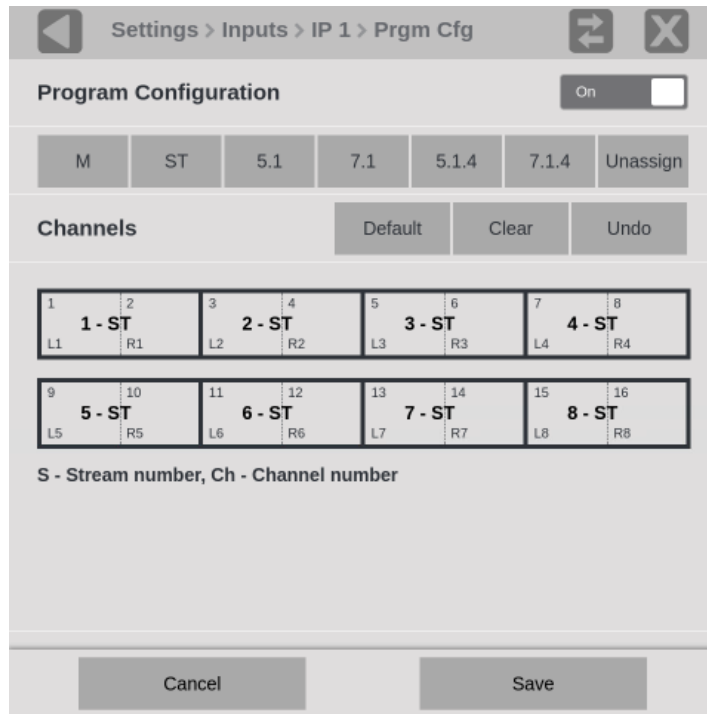 Settings > Inputs > IP 1 > Prgm Cfg
Program Configuration On
M ST 5.1 7.1 5.1.4 7.1.4 Unassign
Channels Default Clear Undo
1 2 3 4 5 6 7 8
1 - ST 2 - ST 3 - ST 4 - ST
L1 R1 L2 R2 L3 R3 L4 R4
9 10 11 12 13 14 15 16
5 - ST 6 - ST 7 - ST 8 - ST
L5 R5 L6 R6 L7 R7 L8 R8
S - Stream number, Ch - Channel number
Cancel Save